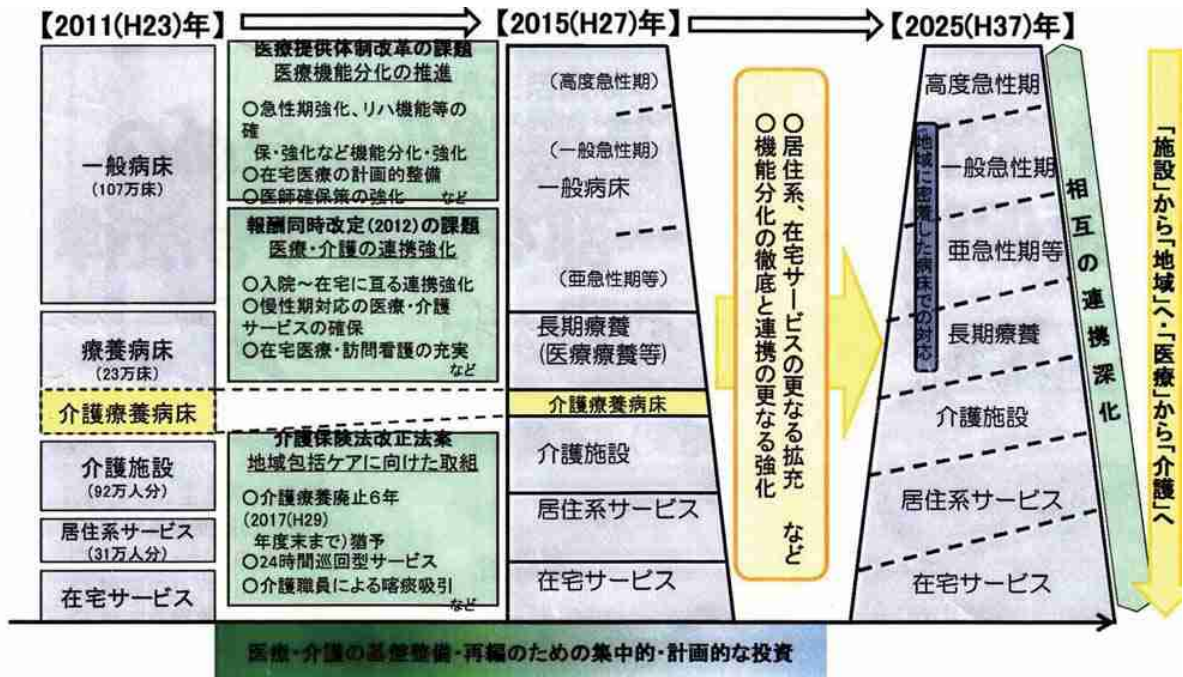 【2011(H23)年】
【2015(H27)年】
【2025(H37)年】
一般病床
(107万床)
療養病床
(23万床)
介護療養病床
介護施設
(92万人分)
居住系サービス
(31万人分)
在宅サービス
医療提供体制改革の課題
医療機能分化の推進
○急性期強化、リハ機能等の
確
保・強化など機能分化・強化
○在宅医療の計画的整備
○医師確保策の強化
など
報酬同時改定(2012)の課題
医療・介護の連携強化
○入院～在宅に亘る連携強化
○慢性期対応の医療・介護
サービスの確保
○在宅医療・訪問看護の充実
など
介護保険法改正法案
地域包括ケアに向けた取組
○介護療養廃止6年
(2017(H29)
年度末まで)猶予
○24時間巡回型サービス
○介護職員による喀痰吸引
など
(高度急性期)
(一般急性期)
一般病床
(亜急性期等)
長期療養
(医療療養等)
介護療養病床
介護施設
居住系サービス
在宅サービス
○居住系、在宅サービスの更なる拡充
○機能分化の徹底と連携の更なる強化
など
高度急性期
一般急性期
亜急性期等
長期療養
介護施設
居住系サービス
在宅サービス
地域に密着した病床での対応
相互の連携深化
「施設」から「地域」へ・「医療」から「介護」へ
医療・介護の基盤整備・再編のための集中的・計画的な投資